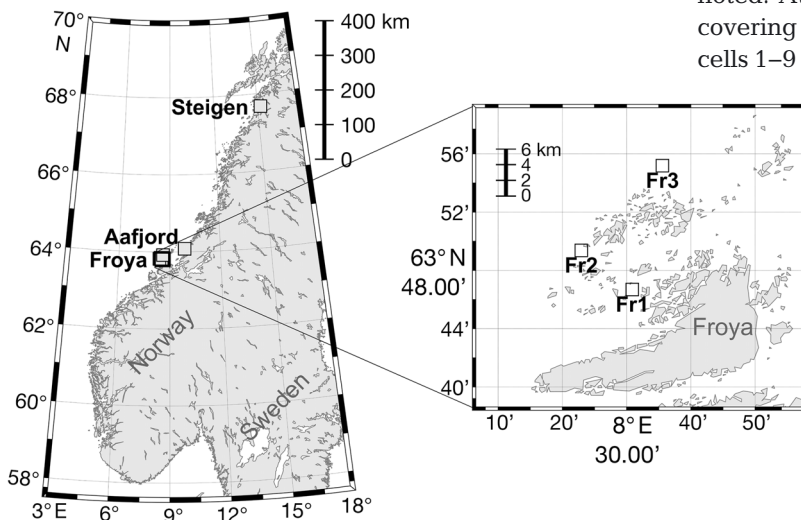 noted. A
covering
cells 1–9
70°
N
68°
66°
64°
62°
60°
58°
3°E
6°
9°
12°
15°
18°
400 km
300
200
100
0
Steigen
Aafjord
Froya
Norway
Sweden
56'
52'
63°N
48.00'
44'
40'
6 km
4
2
0
Fr3
Fr2
Fr1
Froya
10'
20'
8°E
30.00'
40'
50'